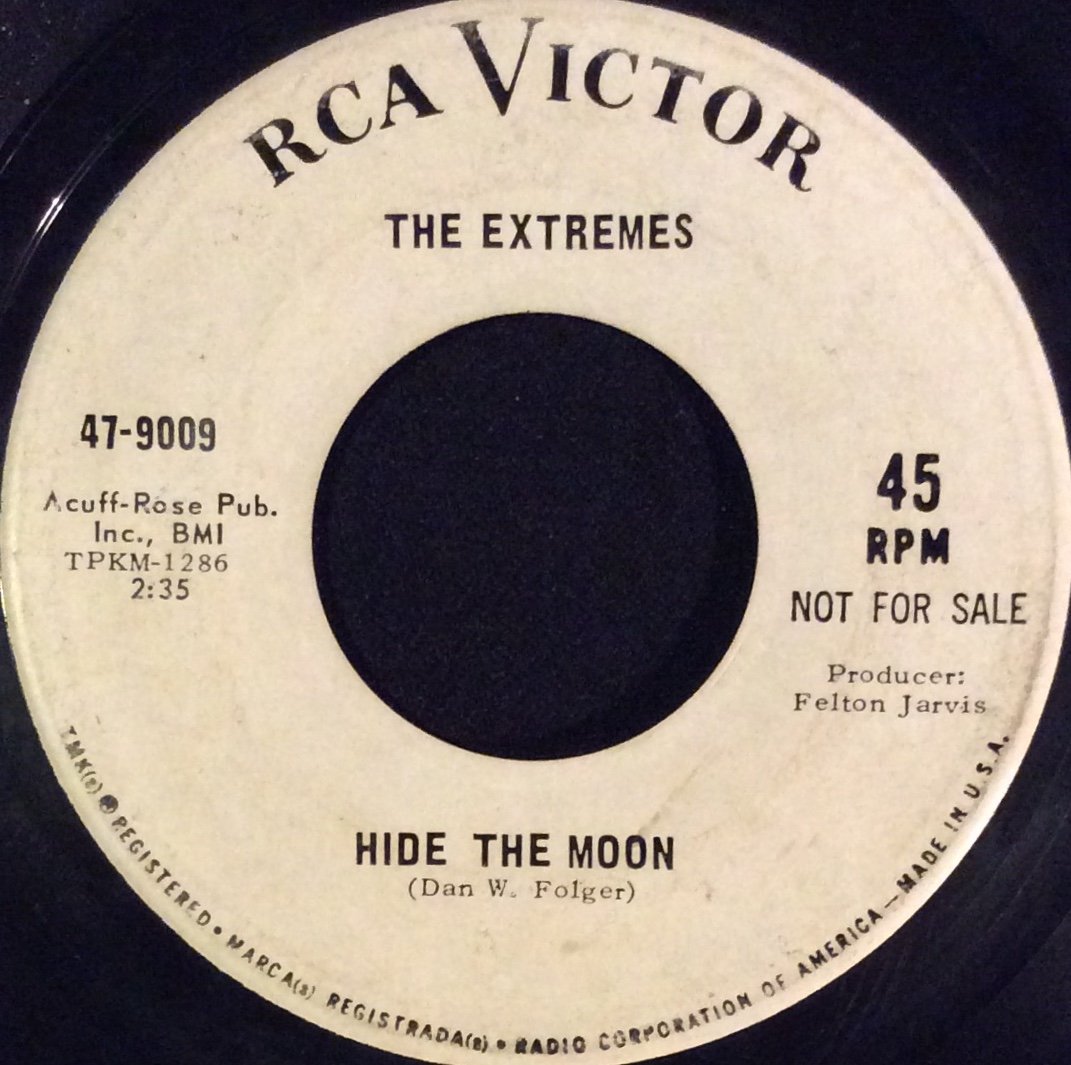 RCA VICTOR
THE EXTREMES
47-9009
Acuff-Rose Pub.
Inc., BMI
TPKM-1286
2:35
45
RPM
NOT FOR SALE
Producer:
Felton Jarvis
HIDE THE MOON
(Dan W. Folger)
TMK(s) ® REGISTERED • MARCA(s) REGISTRADA(s) • RADIO CORPORATION OF AMERICA — MADE IN U.S.A.